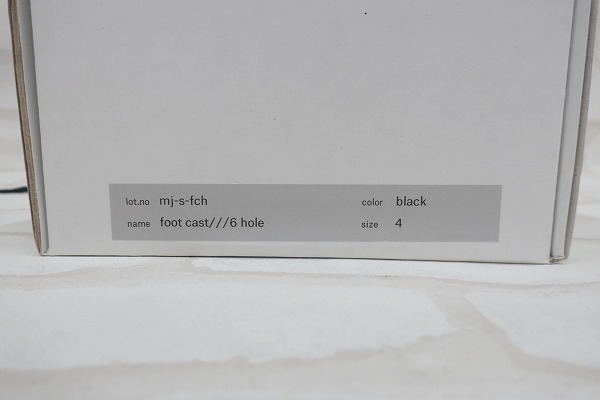 lot.no mj-s-fch color black
name foot cast///6 hole size 4